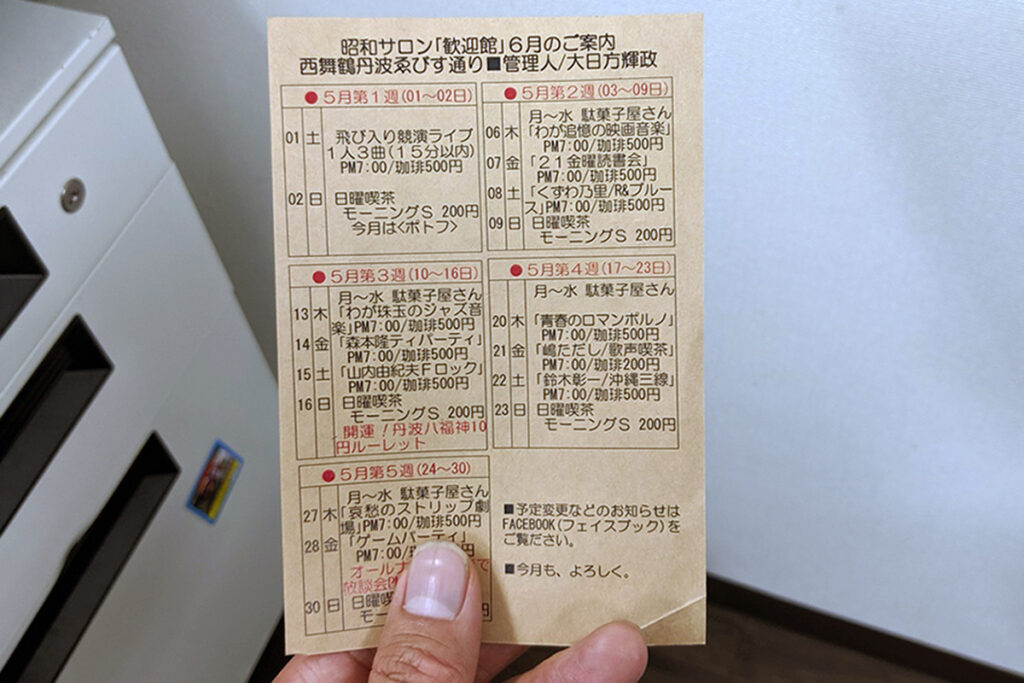 昭和サロン「歓迎館」6月のご案内
西舞鶴丹波ゑびす通り■管理人/大日方輝政
●5月第1週(01～02日)
01 土 飛び入り競演ライブ
1人3曲(15分以内)
PM7:00/珈琲500円
02 日 日曜喫茶
モーニングS 200円
今月は<ポトフ>
●5月第2週(03～09日)
月～水 駄菓子屋さん
06 木 「わが追憶の映画音楽」
PM7:00/珈琲500円
07 金 「21金曜読書会」
PM7:00/珈琲500円
08 土 「くずわ乃里/R&ブルー
ス」PM7:00/珈琲500円
09 日 日曜喫茶
モーニングS 200円
●5月第3週(10～16日)
月～水 駄菓子屋さん
13 木 「わが珠玉のジャズ音
楽」PM7:00/珈琲500円
14 金 「森本隆ティパーティ」
PM7:00/珈琲500円
15 土 「山内由紀夫Fロック」
PM7:00/珈琲500円
16 日 日曜喫茶
モーニングS 200円
開運!丹波八福神10
円ルーレット
●5月第4週(17～23日)
月～水 駄菓子屋さん
20 木 「青春のロマンポルノ」
PM7:00/珈琲500円
21 金 「嶋ただし/歌声喫茶」
PM7:00/珈琲200円
22 土 「鈴木彰一/沖縄三線」
PM7:00/珈琲500円
23 日 日曜喫茶
モーニングS 200円
●5月第5週(24～30)
月～水 駄菓子屋さん
27 木 「哀愁のストリップ劇
場」PM7:00/珈琲500円
28 金 「ゲームパーティ」
PM7:00/ 円
オール で
放談会
30 日 日曜喫
モー 円
■予定変更などのお知らせは
FACEBOOK(フェイスブック)を
ご覧ださい。
■今月も、よろしく。